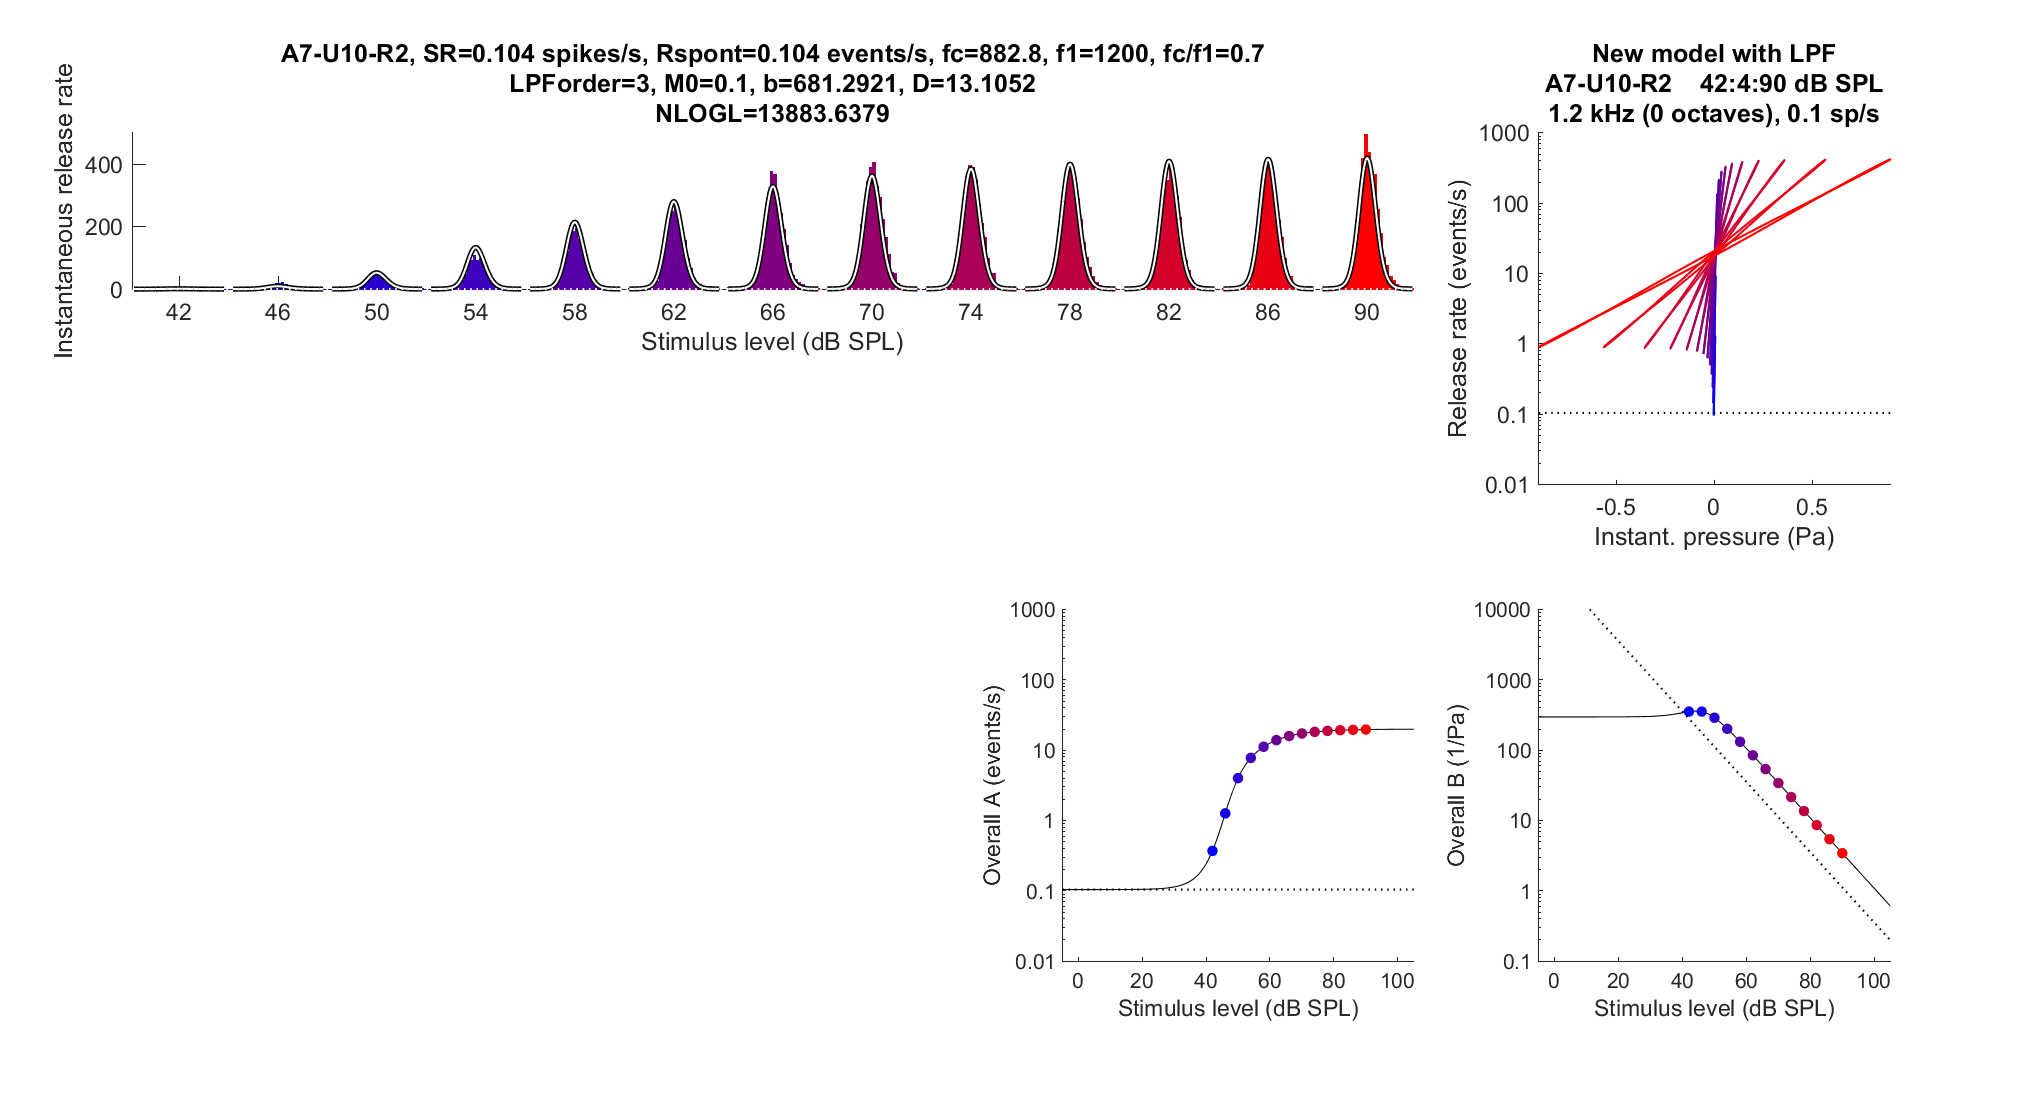 A7-U10-R2, SR=0.104 spikes/s, Rspont=0.104 events/s, fc=882.8, f1=1200, fc/f1=0.7
LPForder=3, M0=0.1, b=681.2921, D=13.1052
NLOGL=13883.6379
Instantaneous release rate
400
200
0
42 46 50 54 58 62 66 70 74 78 82 86 90
Stimulus level (dB SPL)
New model with LPF
A7-U10-R2 42:4:90 dB SPL
1.2 kHz (0 octaves), 0.1 sp/s
Release rate (events/s)
1000
100
10
1
0.1
0.01
-0.5 0 0.5
Instant. pressure (Pa)
Overall A (events/s)
1000
100
10
1
0.1
0.01
0 20 40 60 80 100
Stimulus level (dB SPL)
Overall B (1/Pa)
10000
1000
100
10
1
0.1
0 20 40 60 80 100
Stimulus level (dB SPL)